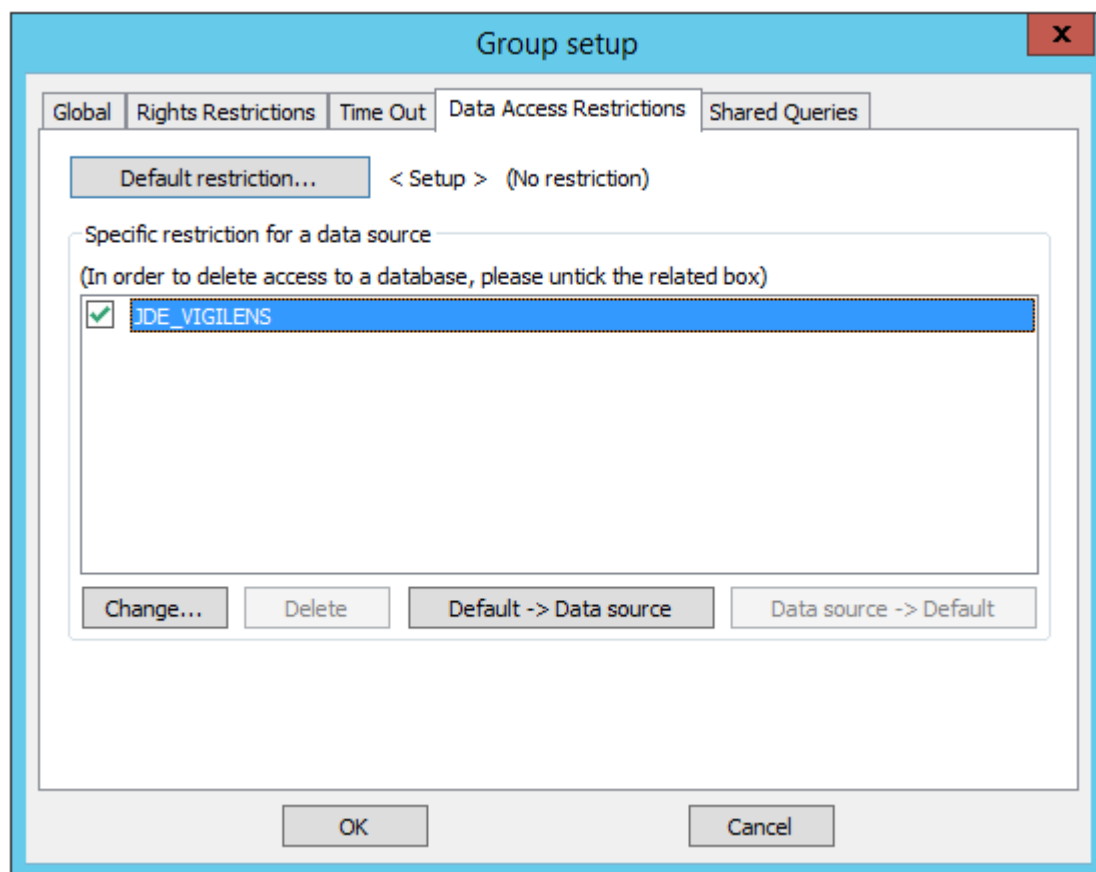 Group setup
x
Global Rights Restrictions Time Out Data Access Restrictions Shared Queries
Default restriction... < Setup > (No restriction)
Specific restriction for a data source
(In order to delete access to a database, please untick the related box)
JDE_VIGILENS
Change... Delete Default -> Data source Data source -> Default
OK Cancel